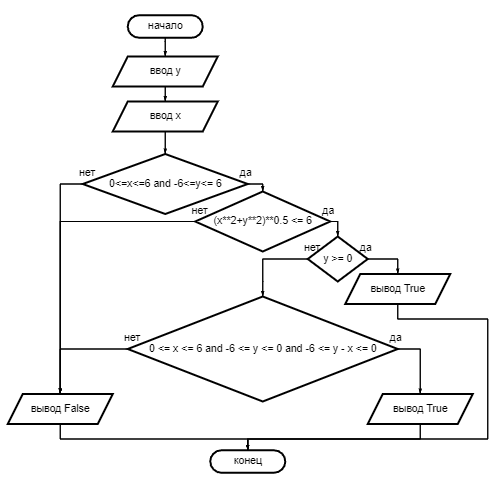 начало
ввод y
ввод x
нет
да
0<=x<=6 and -6<=y<= 6
нет
да
(x**2+y**2)**0.5 <= 6
нет
да
y >= 0
вывод True
нет
да
0 <= x <= 6 and -6 <= y <= 0 and -6 <= y - x <= 0
вывод False
вывод True
конец